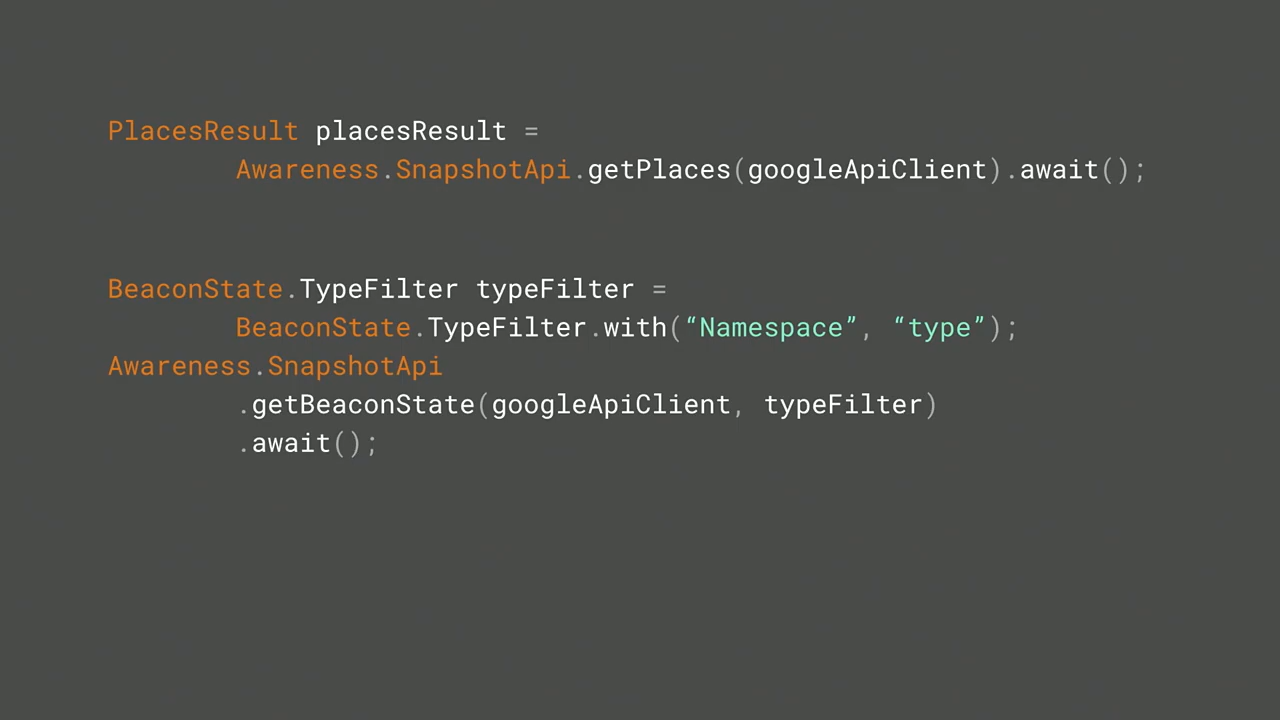 PlacesResult placesResult =
Awareness.SnapshotApi.getPlaces(googleApiClient).await();
BeaconState.TypeFilter typeFilter =
BeaconState.TypeFilter.with(“Namespace”, “type”);
Awareness.SnapshotApi
.getBeaconState(googleApiClient, typeFilter)
.await();